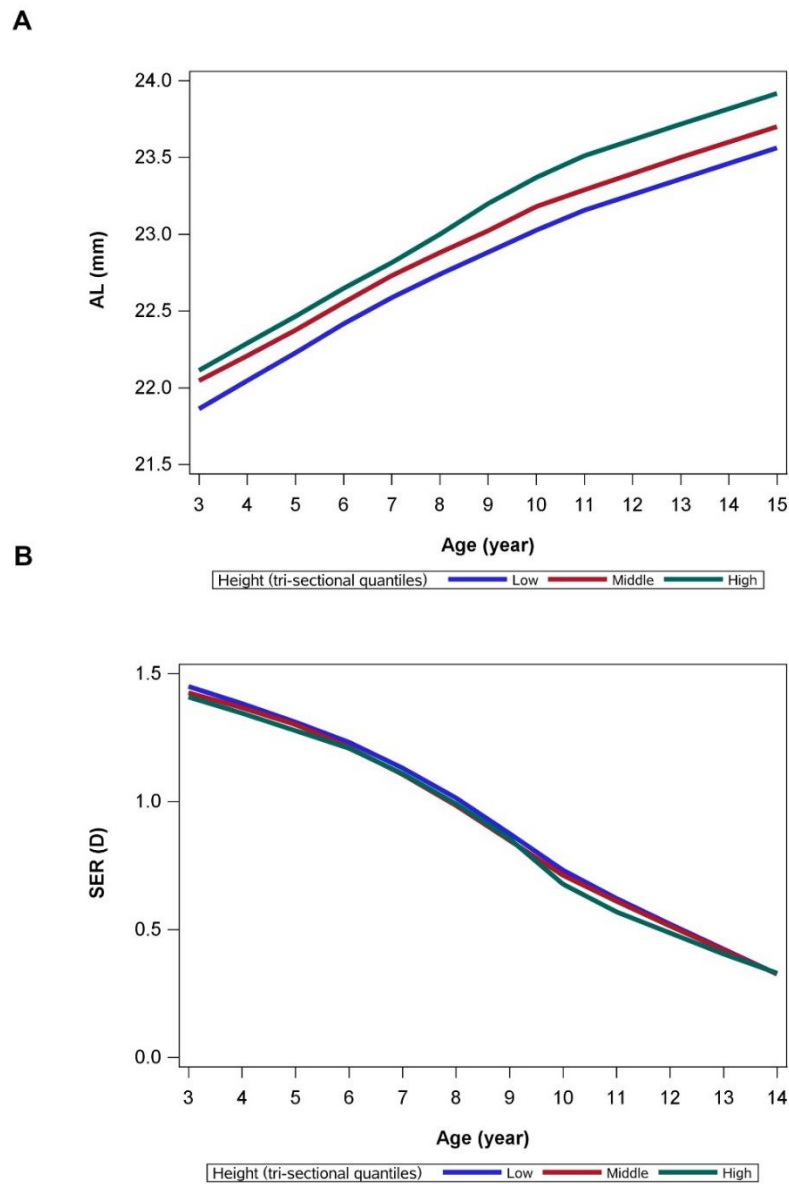 A
24.0
23.5
23.0
22.5
22.0
21.5
AL (mm)
3 4 5 6 7 8 9 10 11 12 13 14 15
Age (year)
Height (tri-sectional quantiles) Low Middle High
B
1.5
1.0
0.5
0.0
SER (D)
3 4 5 6 7 8 9 10 11 12 13 14
Age (year)
Height (tri-sectional quantiles) Low Middle High